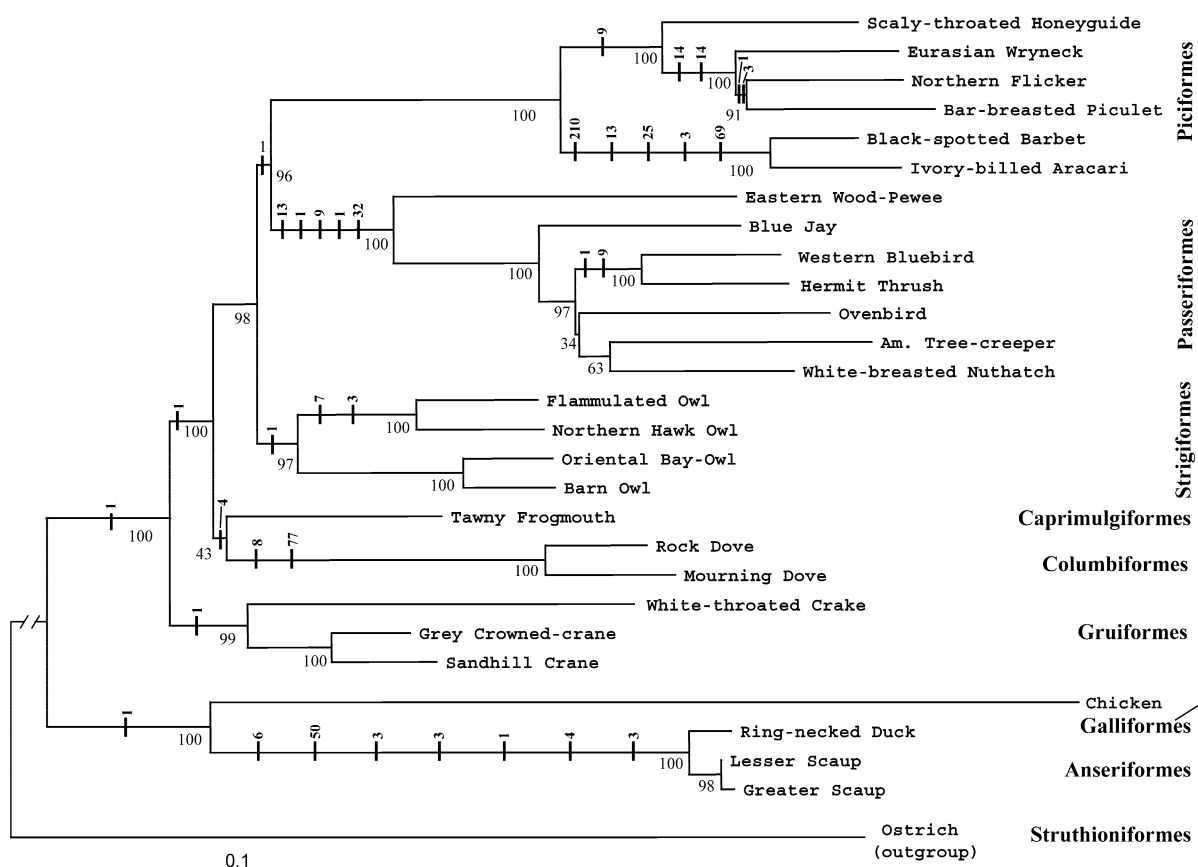 Scaly-throated Honeyguide
9
14 14
100
Eurasian Wryneck
1
3
100
Northern Flicker
91
Bar-breasted Piculet
100
210 13 25 3 69
Black-spotted Barbet
100
Ivory-billed Aracari
Piciformes
1
96
Eastern Wood-Pewee
13 1 9 1 32
100
Blue Jay
100
1 9
Western Bluebird
100
Hermit Thrush
97
Ovenbird
34
Am. Tree-creeper
63
White-breasted Nuthatch
Passeriformes
98
Flammulated Owl
7 3
100
Northern Hawk Owl
1
97
Oriental Bay-Owl
100
Barn Owl
Strigiformes
1
100
Tawny Frogmouth
Caprimulgiformes
4
43
Rock Dove
8 77
100
Mourning Dove
Columbiformes
1
100
White-throated Crake
1
99
Grey Crowned-crane
100
Sandhill Crane
Gruiformes
Chicken
Galliformes
1
100
Ring-necked Duck
6 50 3 3 1 4 3
100
Lesser Scaup
98
Greater Scaup
Anseriformes
Ostrich
(outgroup)
Struthioniformes
0.1